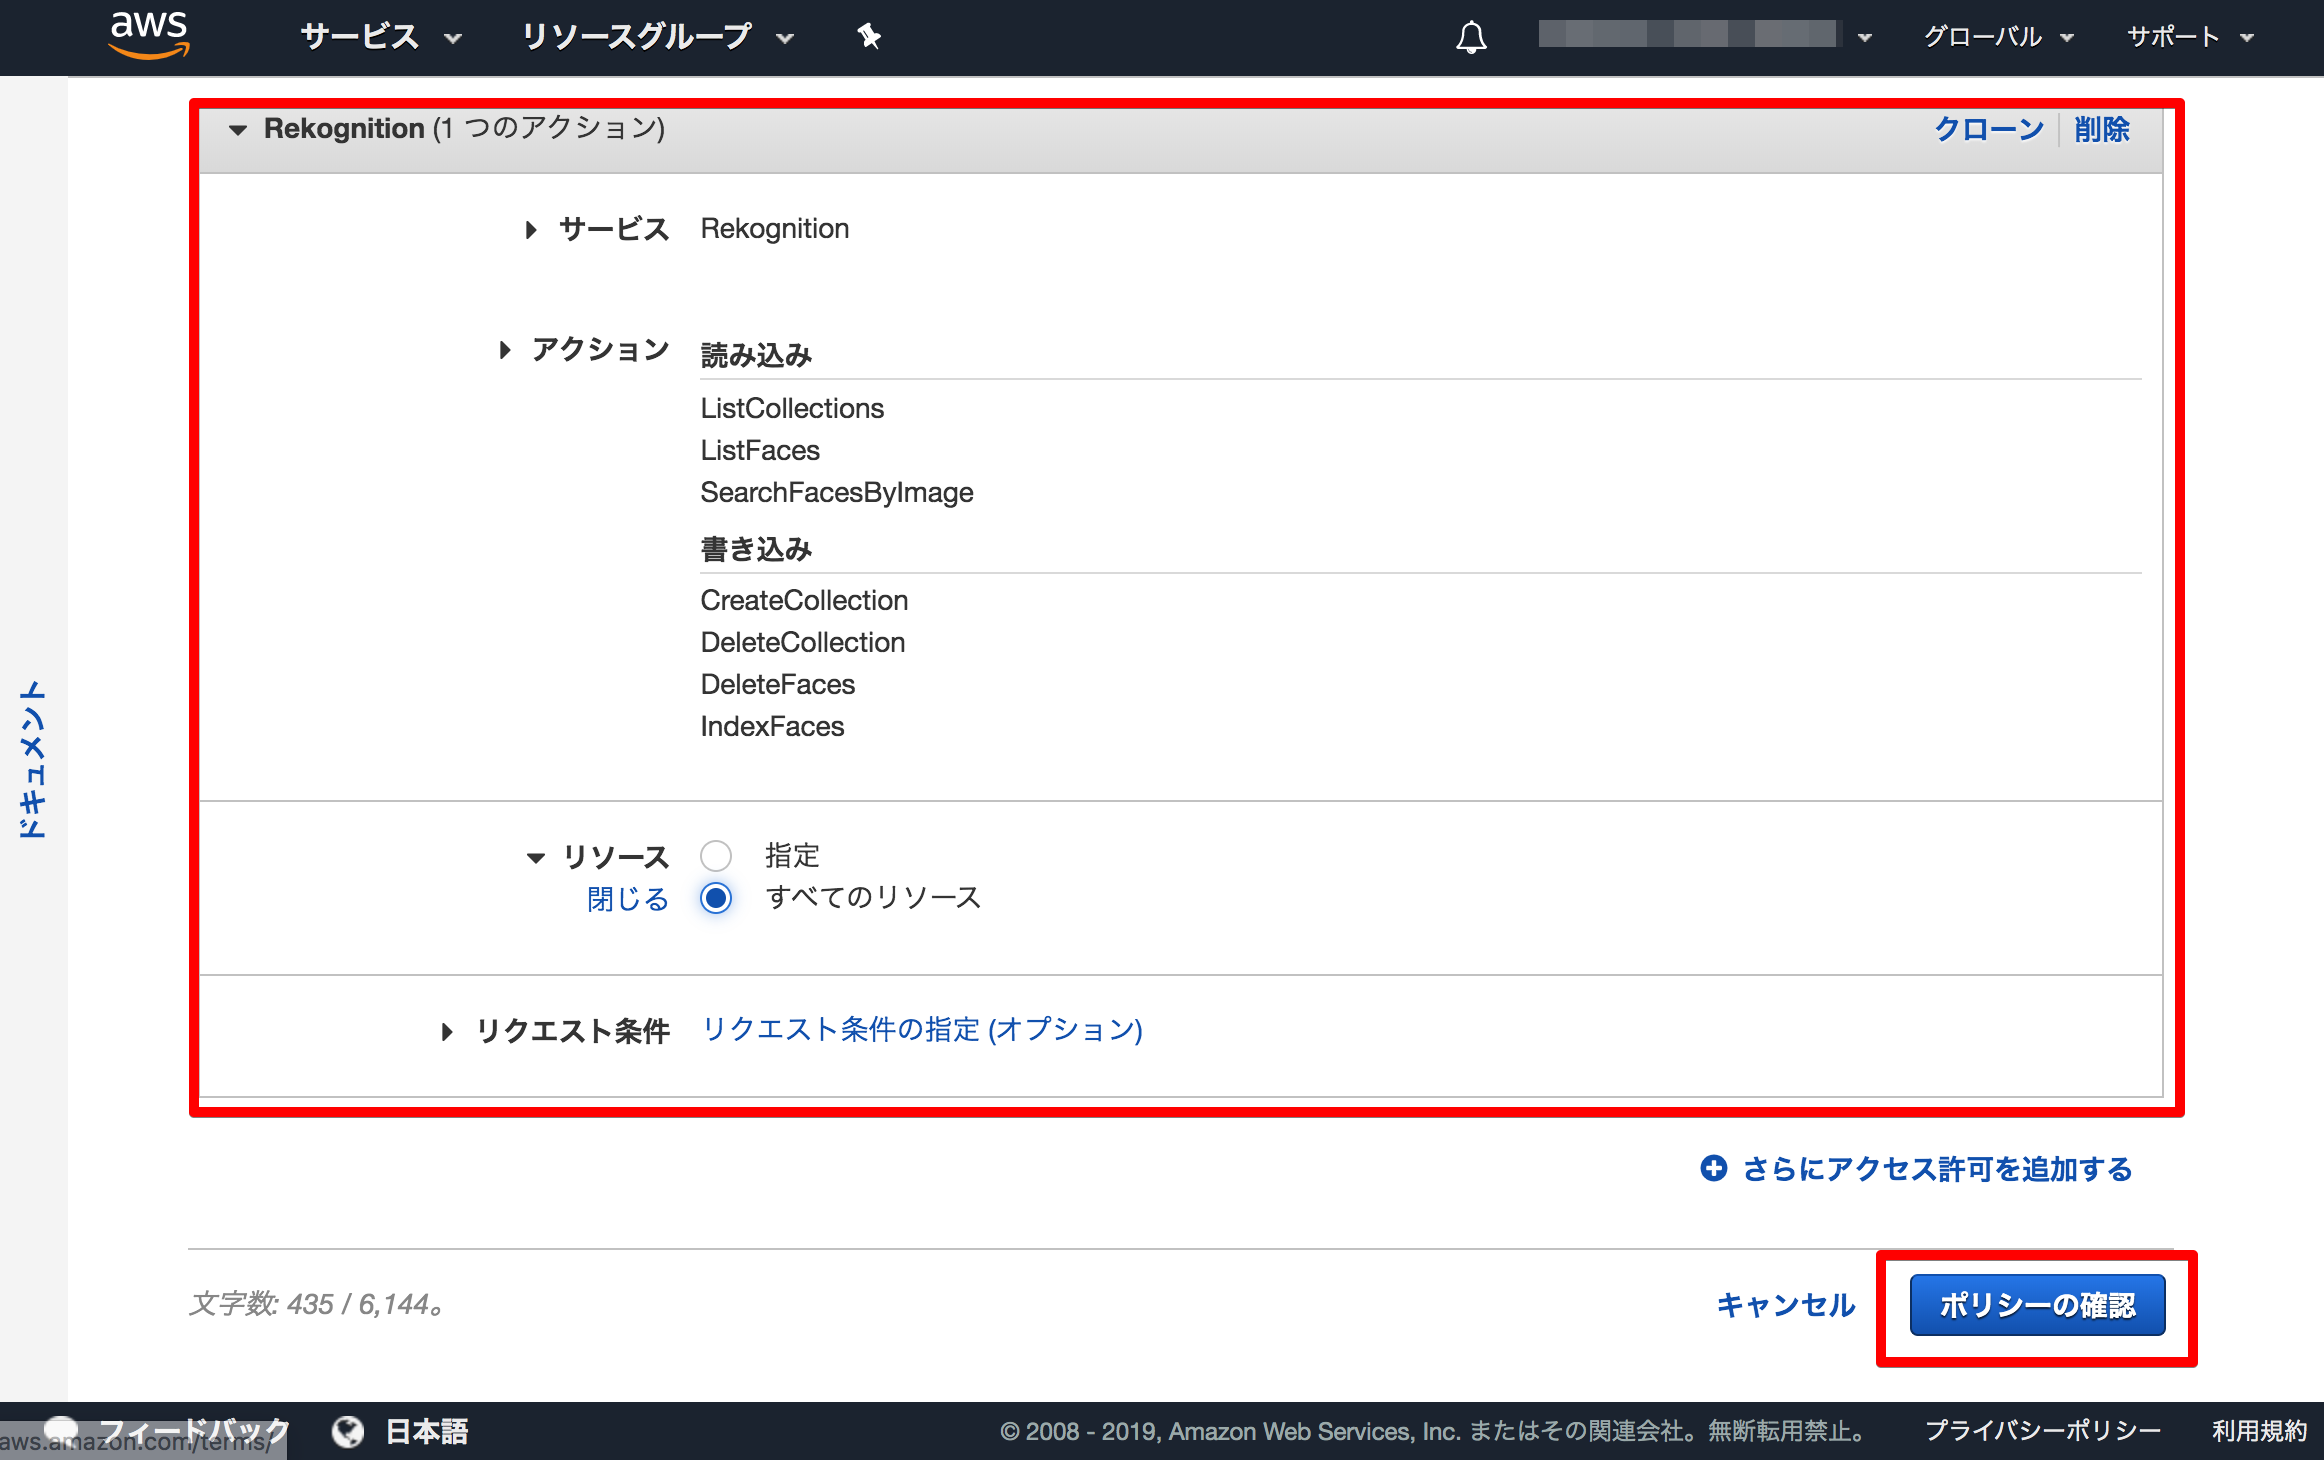 aws
サービス
リソースグループ
グローバル
サポート
Rekognition (1 つのアクション)
クローン
削除
サービス
Rekognition
アクション
読み込み
ListCollections
ListFaces
SearchFacesByImage
書き込み
CreateCollection
DeleteCollection
DeleteFaces
IndexFaces
ドキュメント
リソース
指定
閉じる
すべてのリソース
リクエスト条件
リクエスト条件の指定 (オプション)
さらにアクセス許可を追加する
文字数: 435 / 6,144。
キャンセル
ポリシーの確認
フィードバック
aws.amazon.com/terms/
日本語
© 2008 - 2019, Amazon Web Services, Inc. またはその関連会社。無断転用禁止。
プライバシーポリシー
利用規約